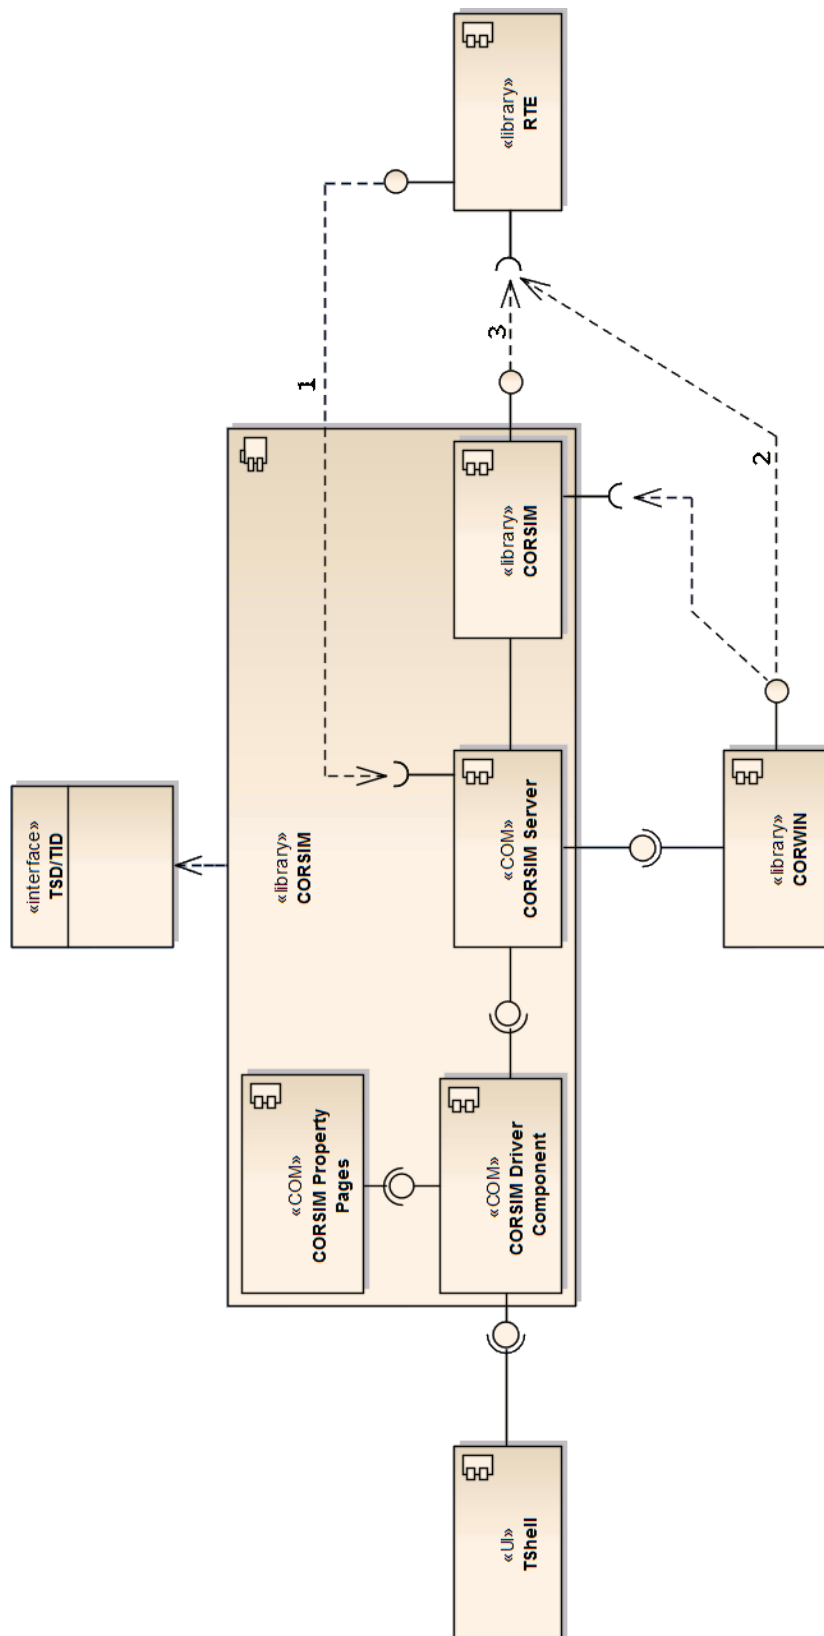 «UI»
TShell
«COM»
CORSIM Property
Pages
«COM»
CORSIM Driver
Component
«interface»
TSD/TID
«library»
CORSIM
«COM»
CORSIM Server
«library»
CORWIN
«library»
CORSIM
1
2
3
«library»
RTE